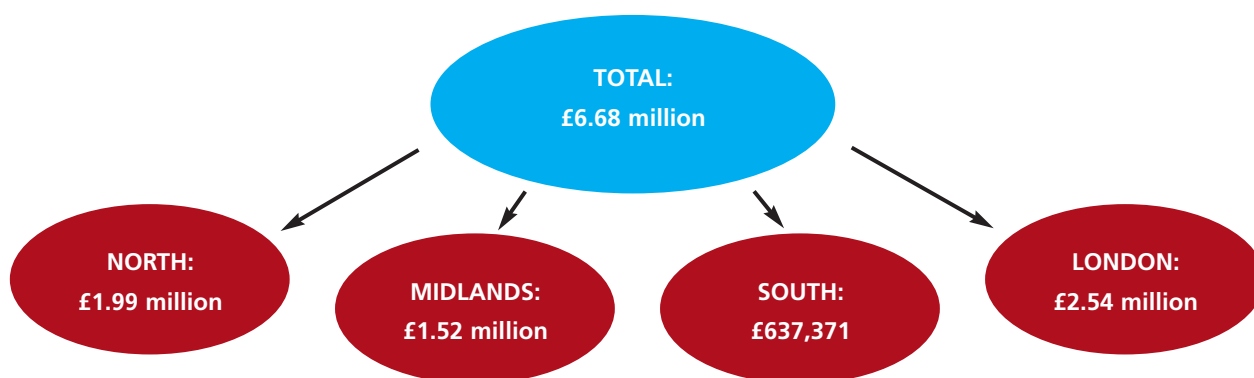 TOTAL:
£6.68 million
NORTH:
£1.99 million
MIDLANDS:
£1.52 million
SOUTH:
£637,371
LONDON:
£2.54 million